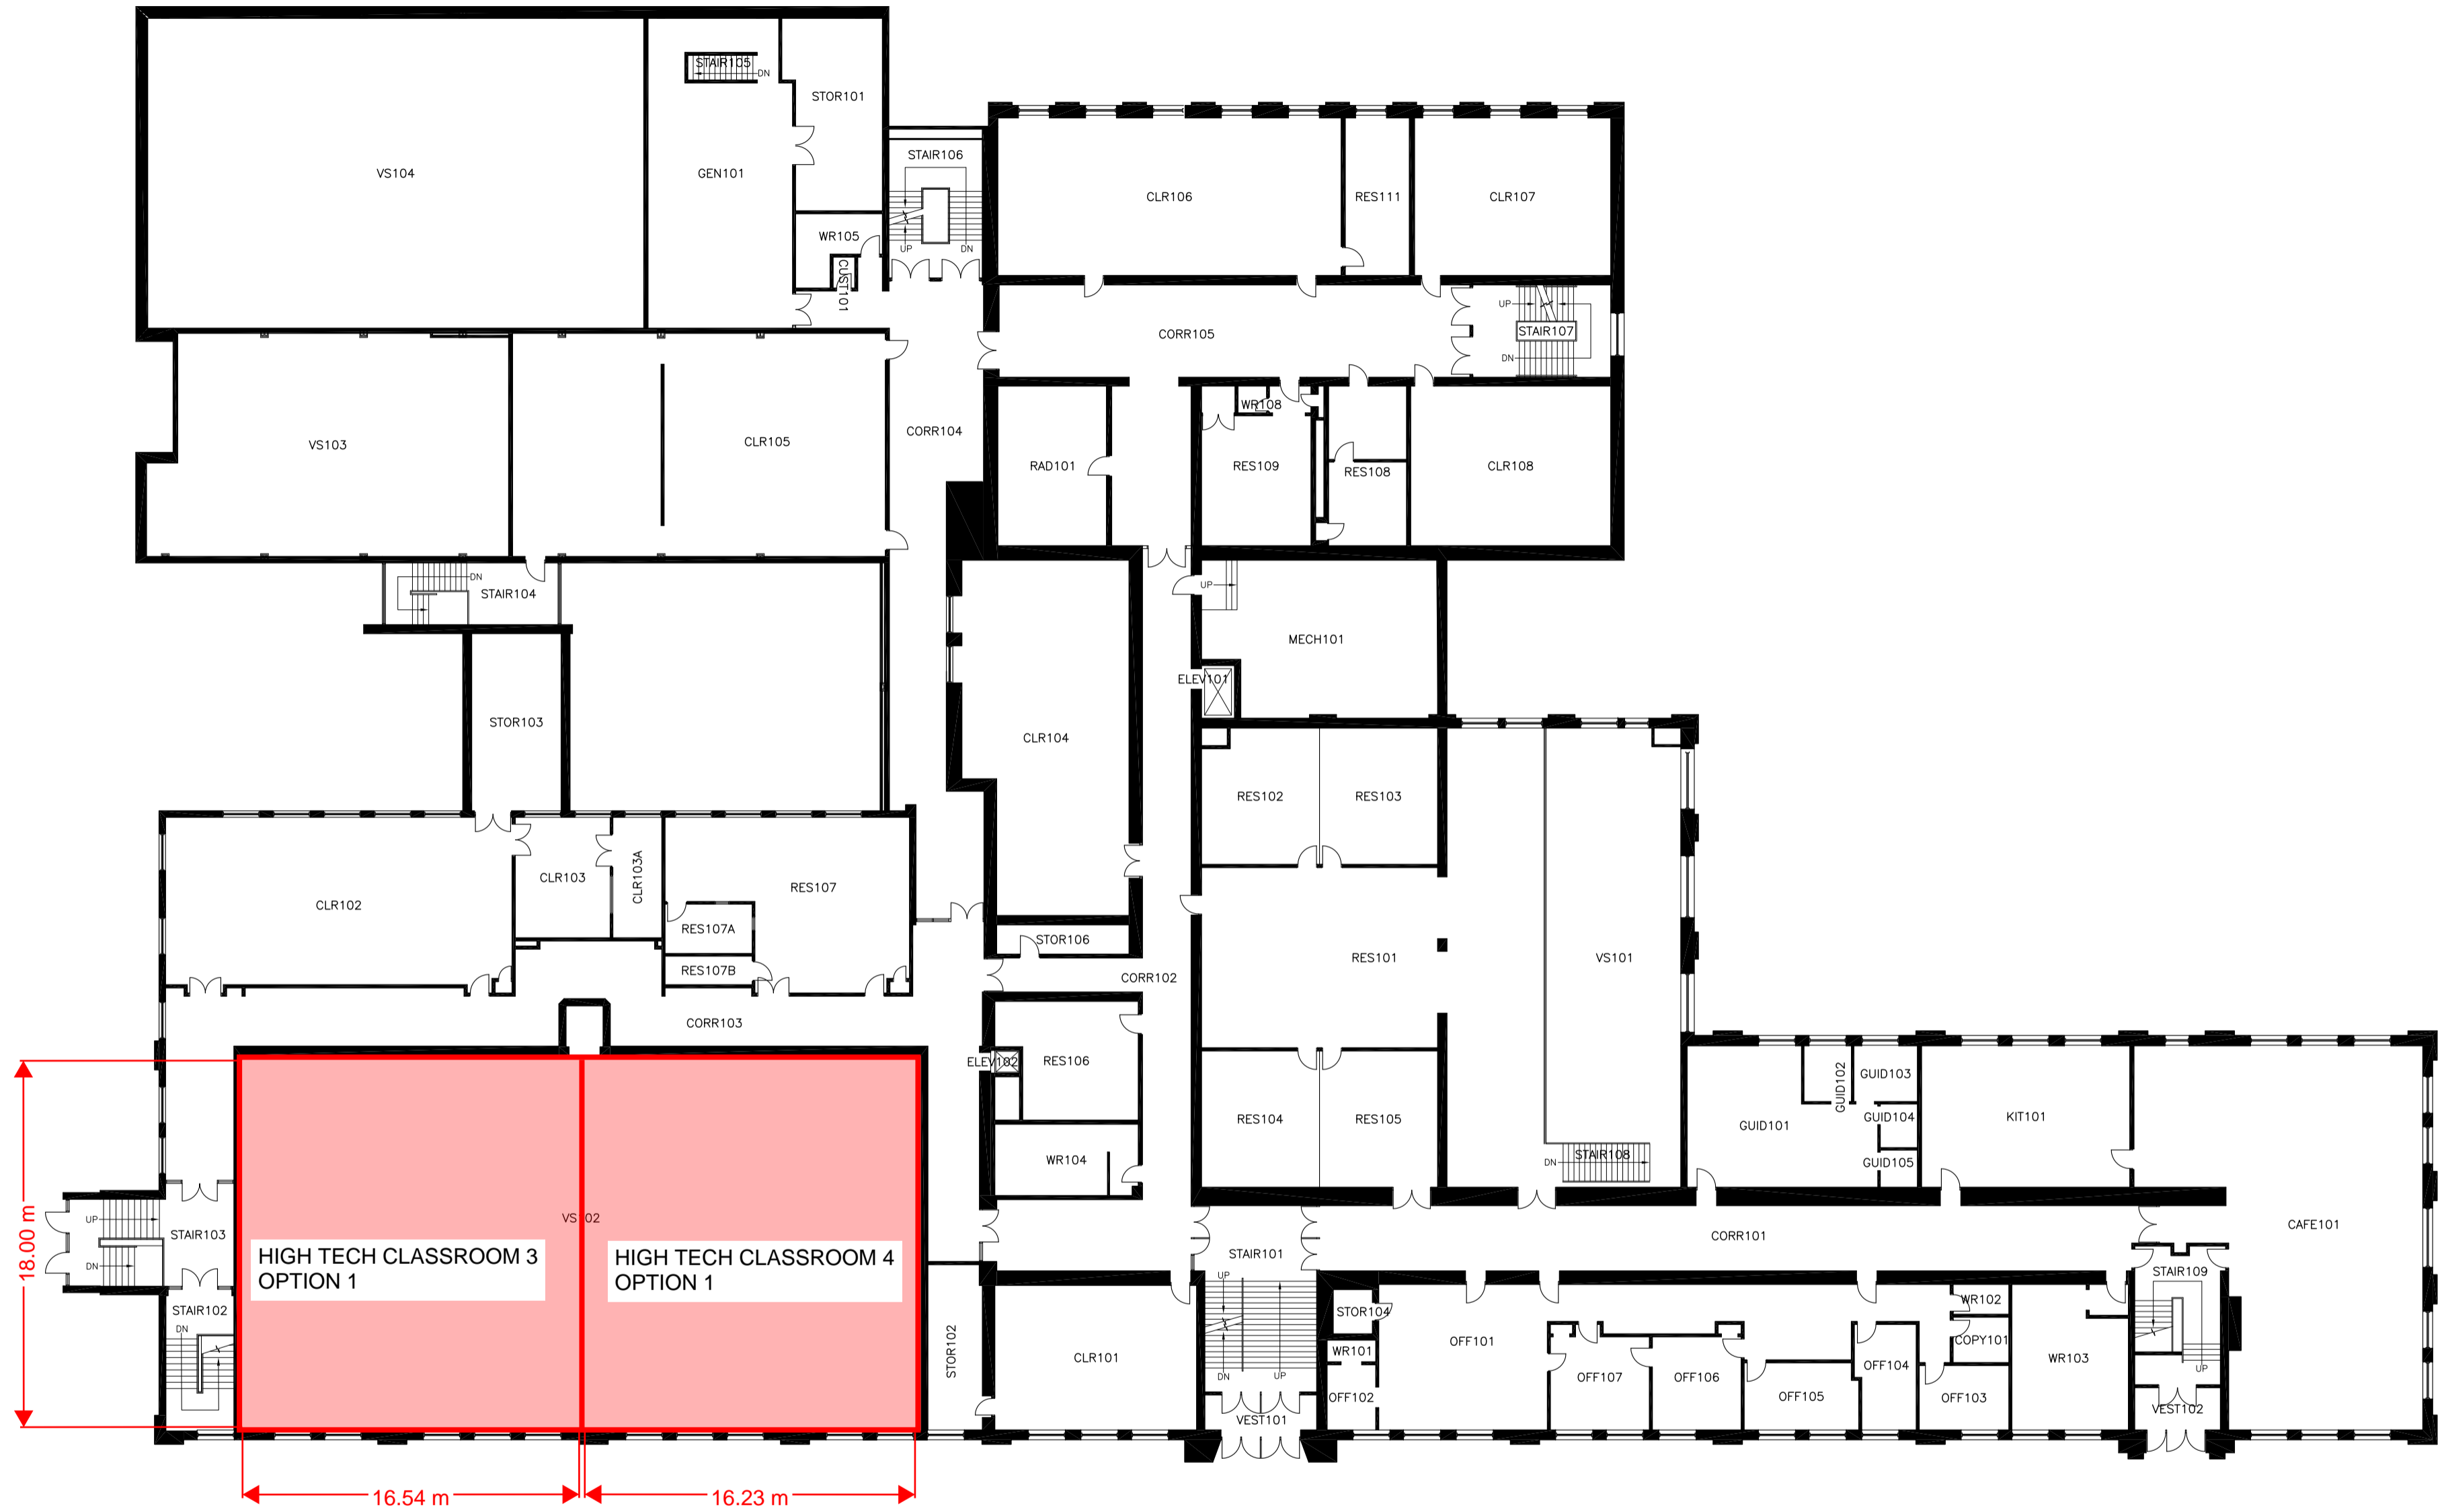 STAIR105
DN
STOR101
VS104
GEN101
STAIR106
CLR106
RES111
CLR107
WR105
UP
DN
CUST101
UP
CORR105
STAIR107
DN
VS103
CLR105
CORR104
WR108
RAD101
RES109
RES108
CLR108
DN
STAIR104
UP
MECH101
ELEV101
STOR103
CLR104
RES102
RES103
CLR103
CLR103A
RES107
CLR102
RES107A
STOR106
RES107B
CORR102
RES101
VS101
CORR103
ELEV102
RES106
GUID102
GUID103
GUID104
KIT101
GUID101
RES104
RES105
WR104
DN
STAIR108
GUID105
18.00 m
UP
STAIR103
DN
VS102
HIGH TECH CLASSROOM 3
OPTION 1
HIGH TECH CLASSROOM 4
OPTION 1
STAIR101
CORR101
CAFE101
UP
STAIR109
STAIR102
DN
STOR104
WR102
OFF101
COPY101
WR101
STOR102
CLR101
WR103
DN
UP
OFF107
OFF106
OFF105
OFF104
UP
OFF102
OFF103
VEST101
VEST102
16.54 m
16.23 m